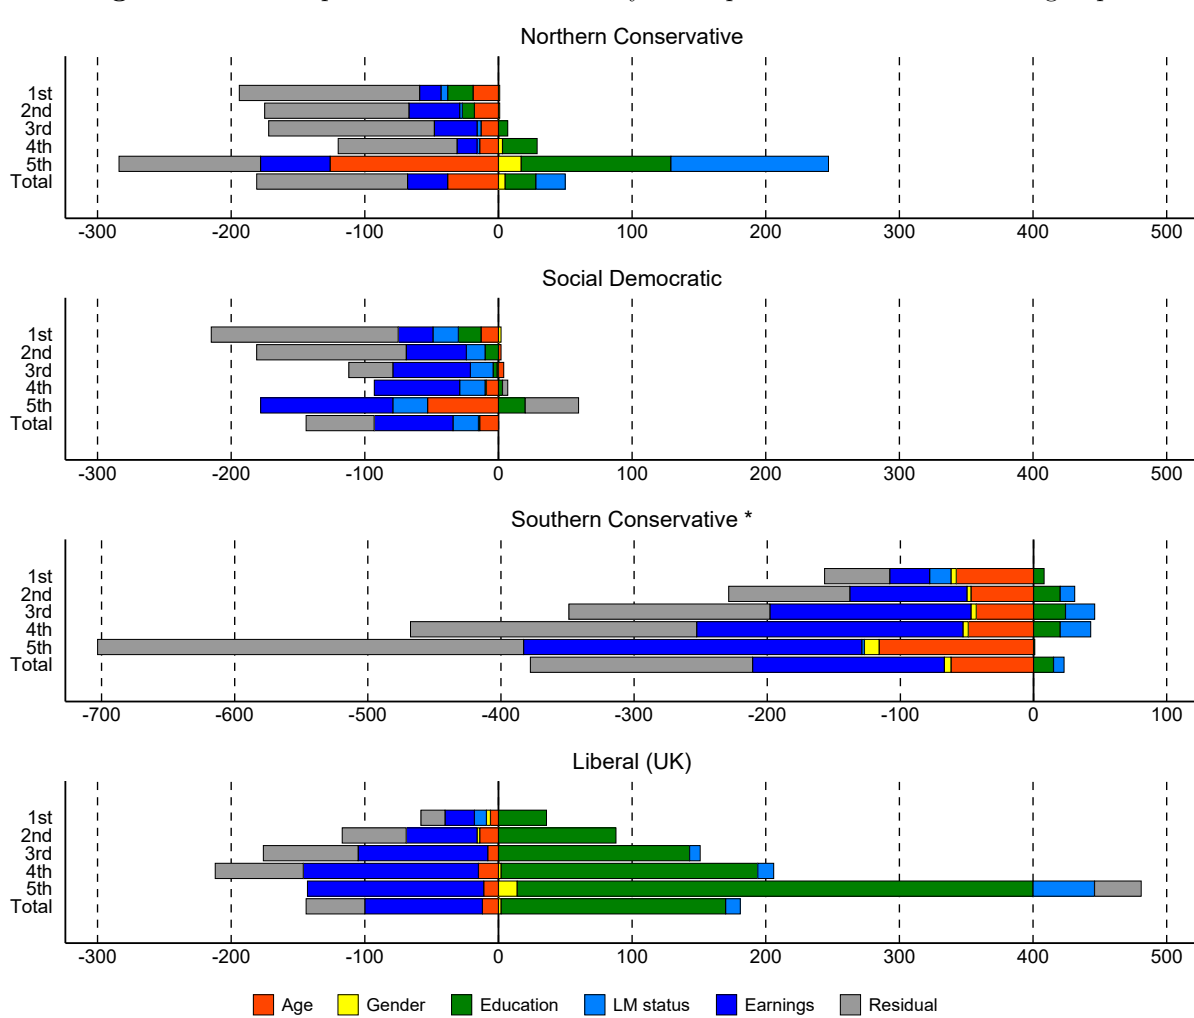 Northern Conservative
1st
2nd
3rd
4th
5th
Total
-300 -200 -100 0 100 200 300 400 500
Social Democratic
1st
2nd
3rd
4th
5th
Total
-300 -200 -100 0 100 200 300 400 500
Southern Conservative *
1st
2nd
3rd
4th
5th
Total
-700 -600 -500 -400 -300 -200 -100 0 100
Liberal (UK)
1st
2nd
3rd
4th
5th
Total
-300 -200 -100 0 100 200 300 400 500
Age Gender Education LM status Earnings Residual